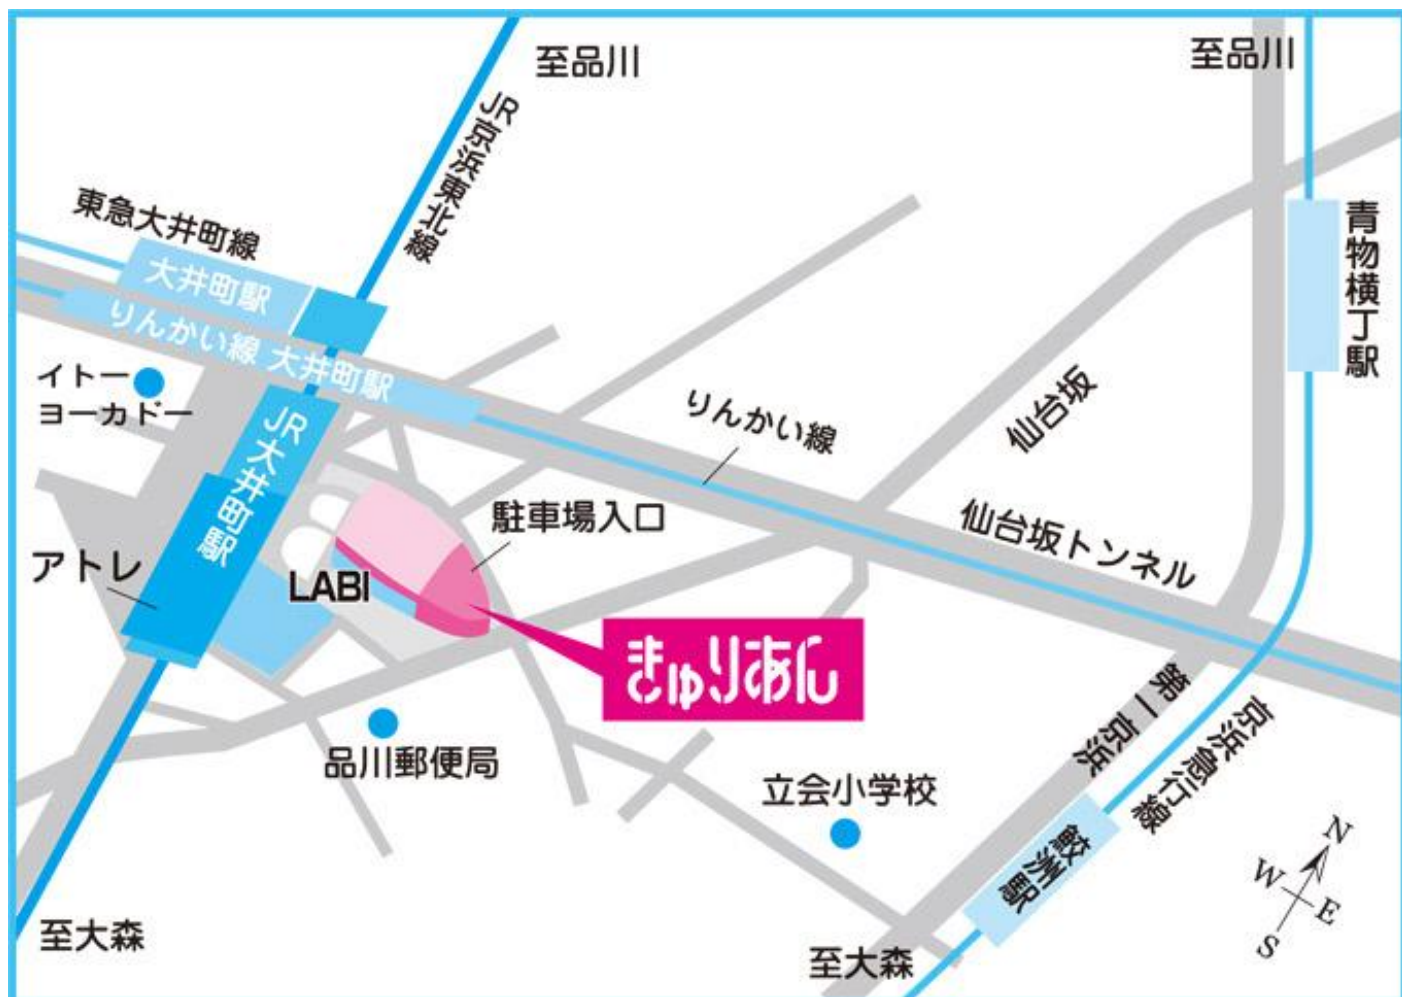 至品川
至品川
JR京浜東北線
東急大井町線
大井町駅
りんかい線 大井町駅
青物横丁駅
イトー
ヨーカドー
JR大井町駅
りんかい線
仙台坂
駐車場入口
仙台坂トンネル
アトレ
LABI
きゅりあん
第一京浜
京浜急行線
品川郵便局
立会小学校
鮫洲駅
N
W
E
S
至大森
至大森